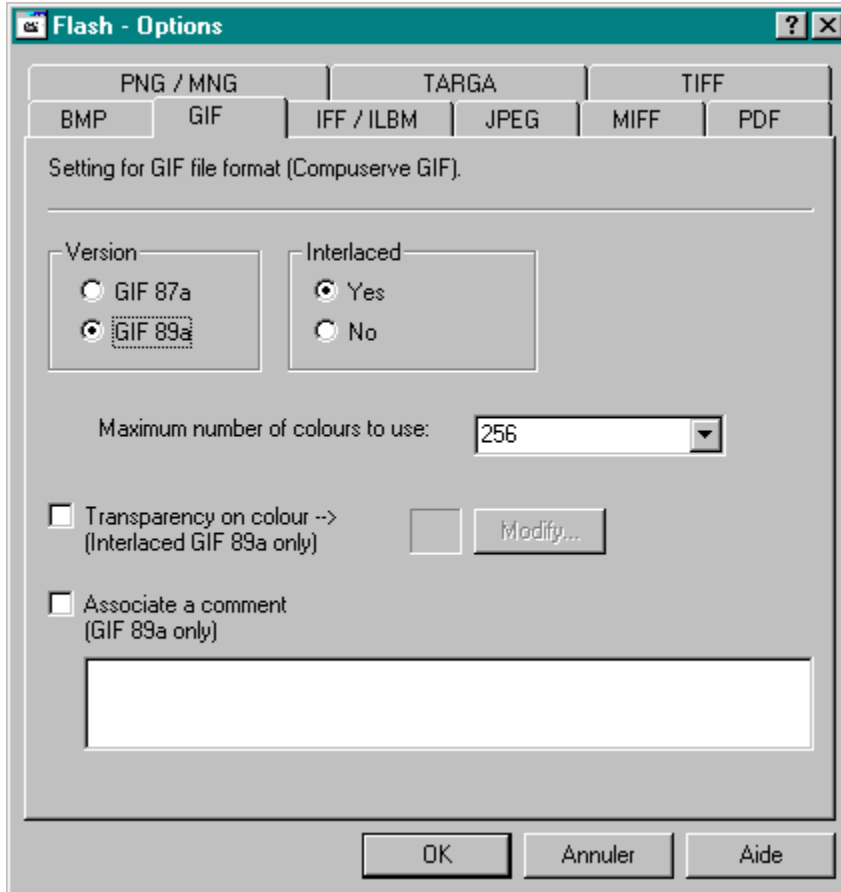 Flash - Options
PNG / MNG TARGA TIFF
BMP GIF IFF / ILBM JPEG MIFF PDF
Setting for GIF file format (Compuserve GIF).
Version Interlaced
GIF 87a Yes
GIF 89a No
Maximum number of colours to use: 256
Transparency on colour --> Modify...
(Interlaced GIF 89a only)
Associate a comment
(GIF 89a only)
OK Annuler Aide